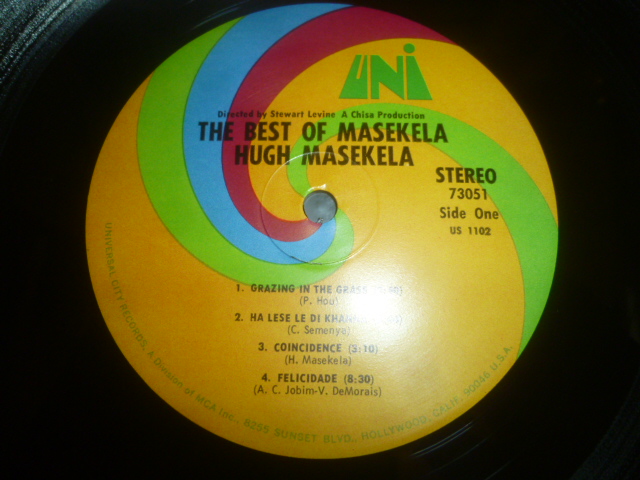 UNi
Directed by Stewart Levine A Chisa Production
THE BEST OF MASEKELA
HUGH MASEKELA
STEREO
73051
Side One
US 1102
1. GRAZING IN THE GRASS
(P. Hou)
2. HA LESE LE DI
(C. Semenya)
3. COINCIDENCE (3:10)
(H. Masekela)
4. FELICIDADE (8:30)
(A. C. Jobim-V. DeMorais)
UNIVERSAL CITY RECORDS, A Division of MCA Inc., 8255 SUNSET BLVD., HOLLYWOOD, CALIF. 90046 U.S.A.